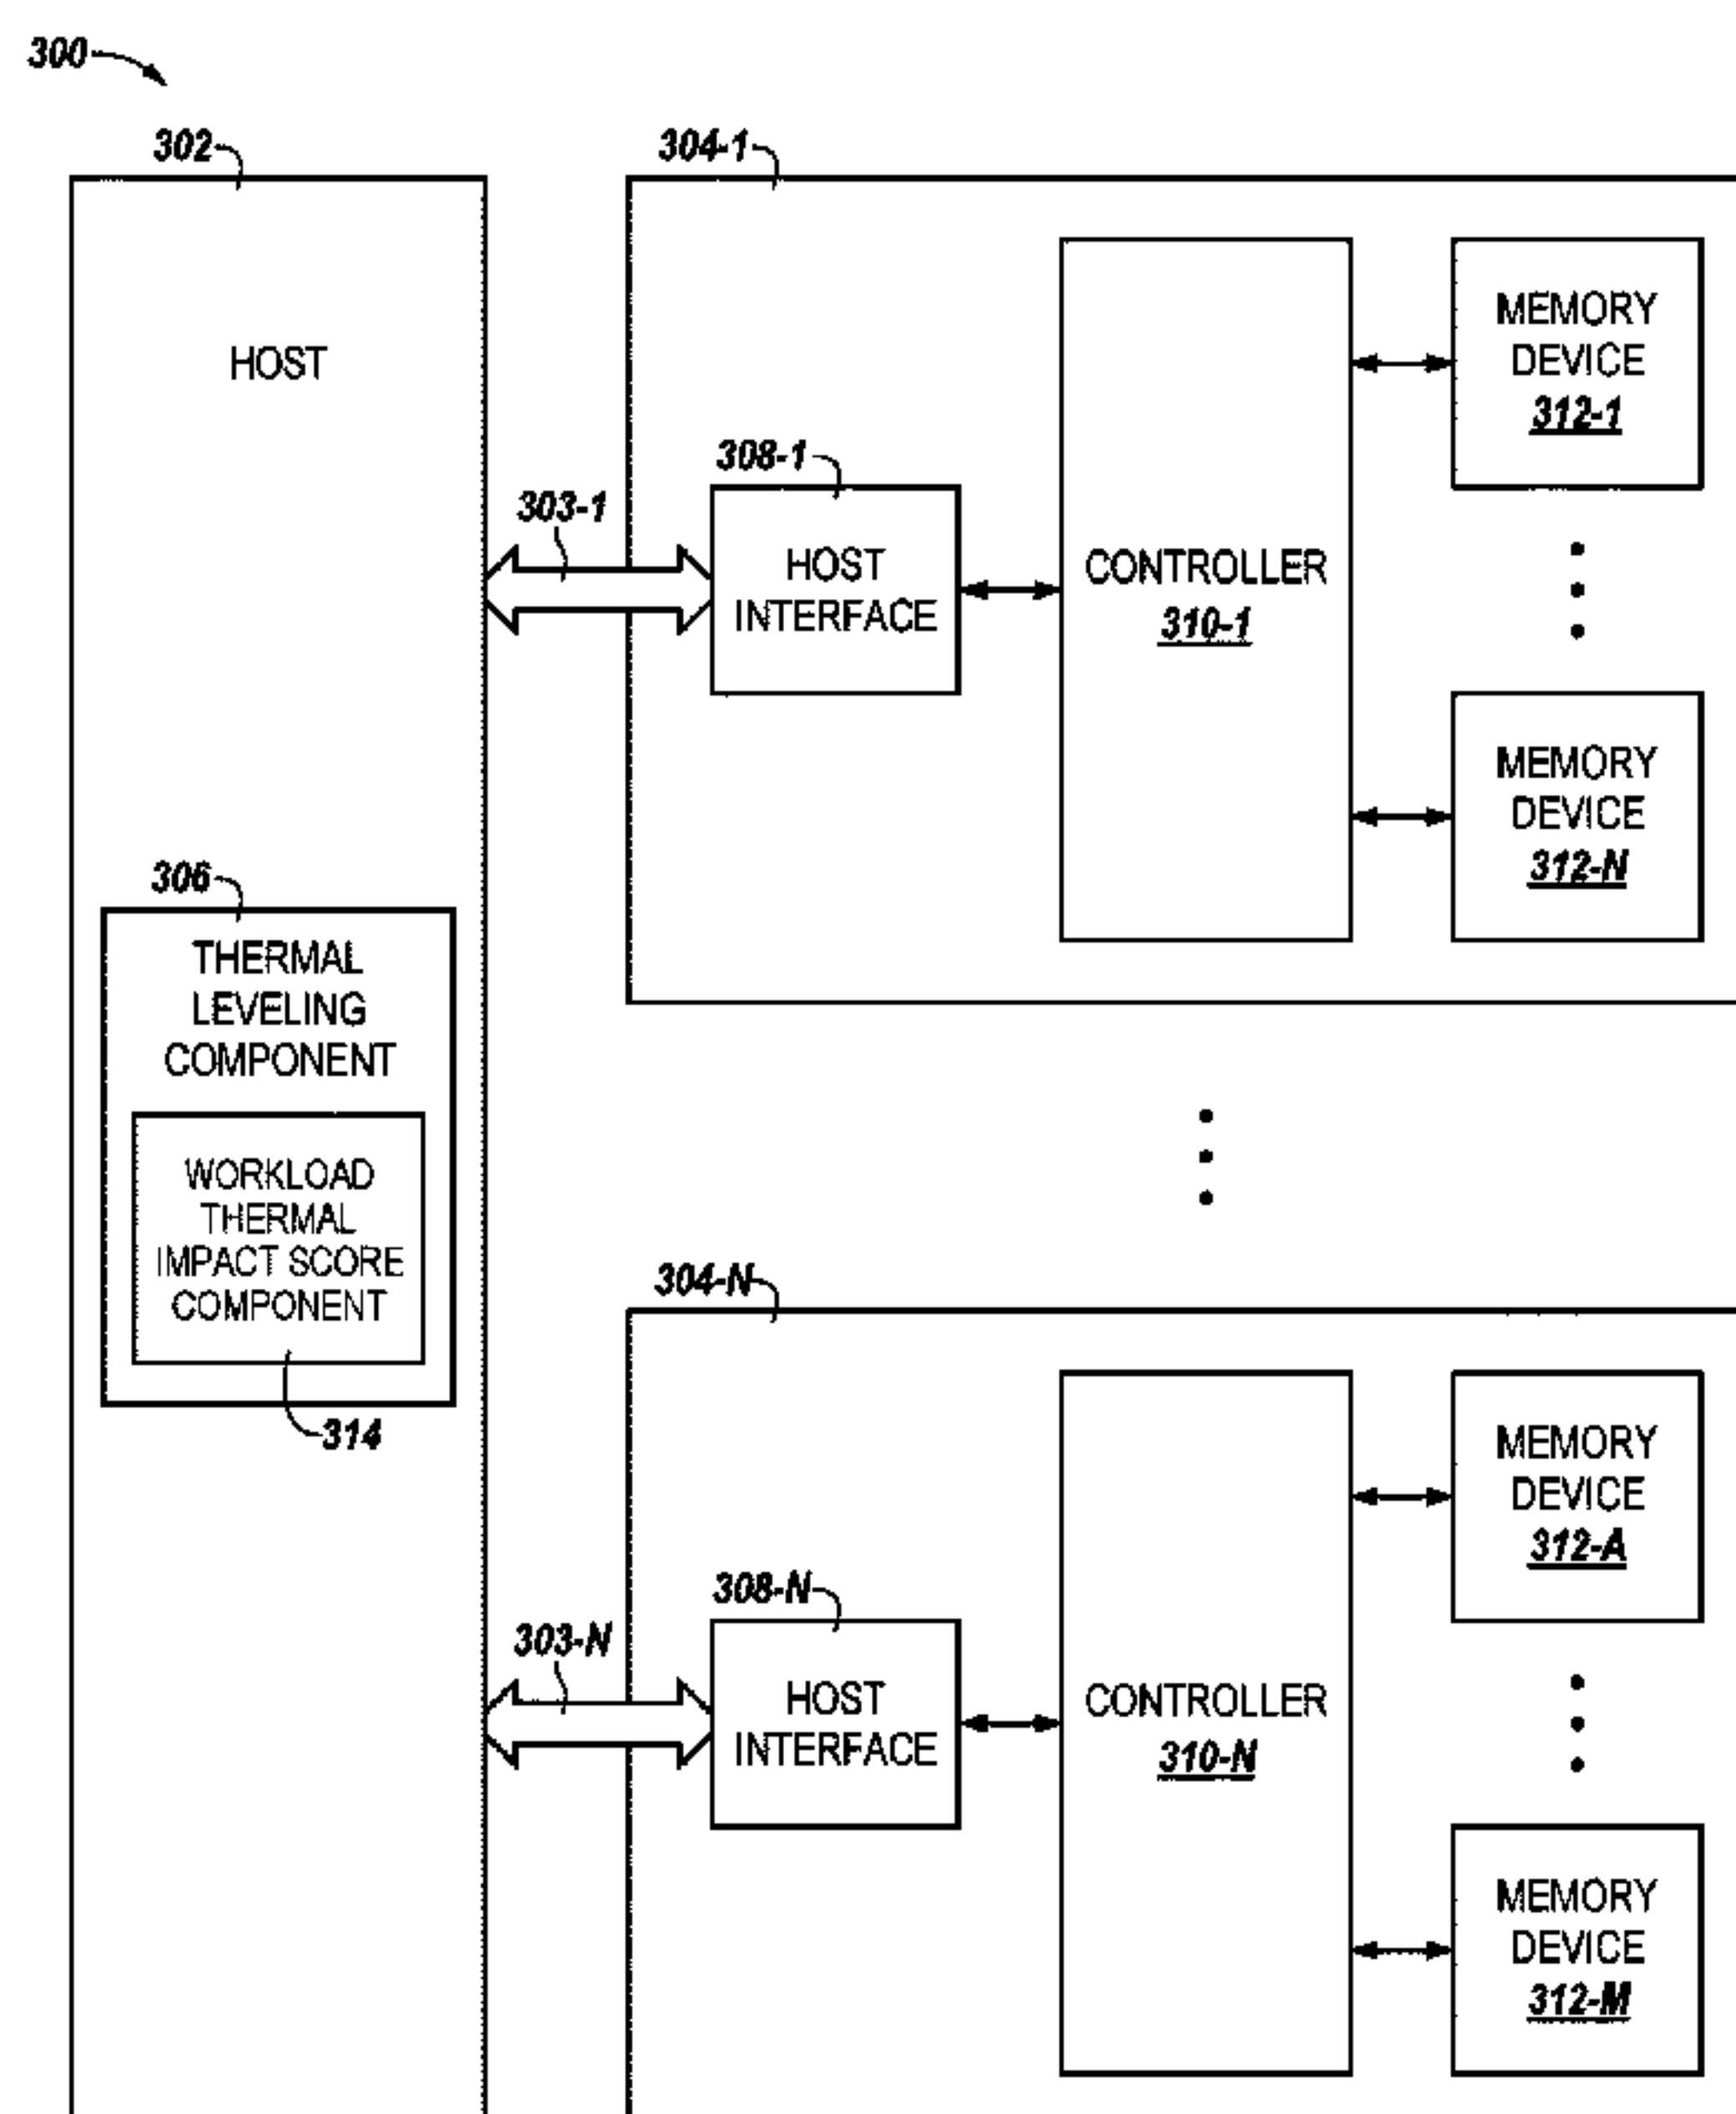 300
302
304-1
HOST
MEMORY
DEVICE
312-1
308-1
303-1
HOST
INTERFACE
CONTROLLER
310-1
MEMORY
DEVICE
312-N
306
THERMAL
LEVELING
COMPONENT
WORKLOAD
THERMAL
IMPACT SCORE
COMPONENT
314
304-N
MEMORY
DEVICE
312-A
308-N
303-N
HOST
INTERFACE
CONTROLLER
310-N
MEMORY
DEVICE
312-M